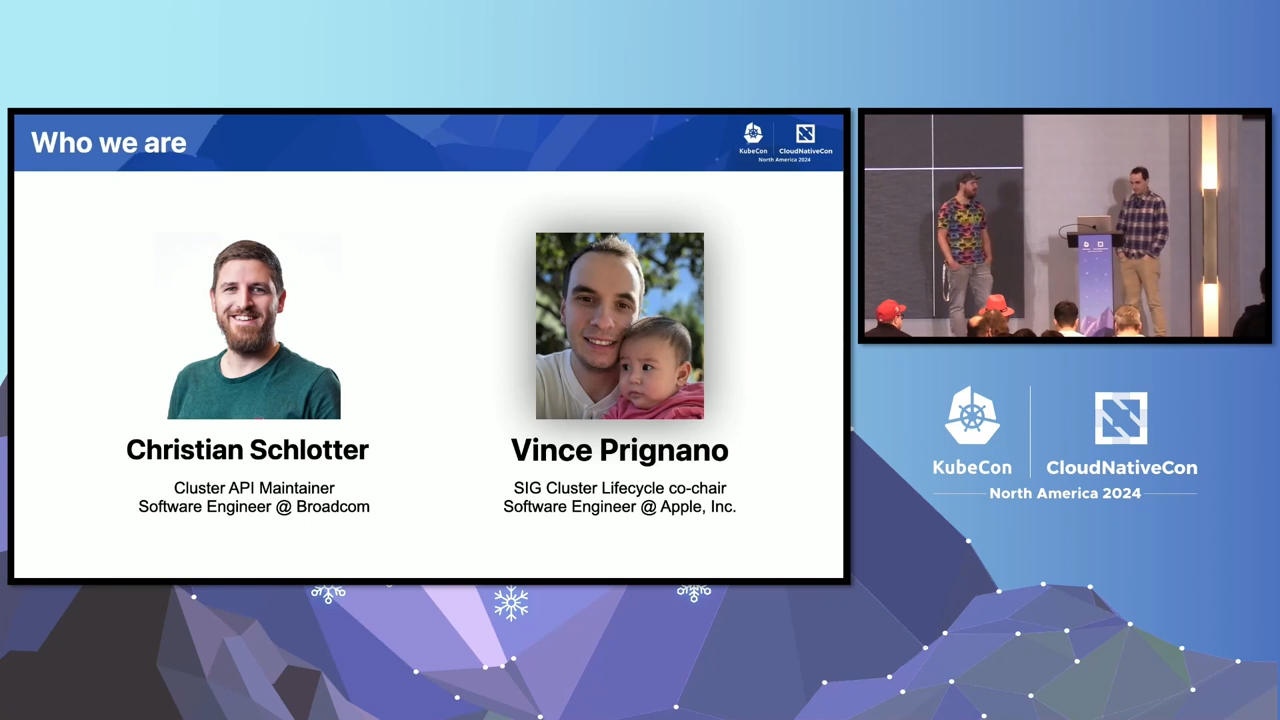 Who we are
KubeCon
CloudNativeCon
North America 2024
Christian Schlotter
Cluster API Maintainer
Software Engineer @ Broadcom
Vince Prignano
SIG Cluster Lifecycle co-chair
Software Engineer @ Apple, Inc.
KubeCon
CloudNativeCon
North America 2024